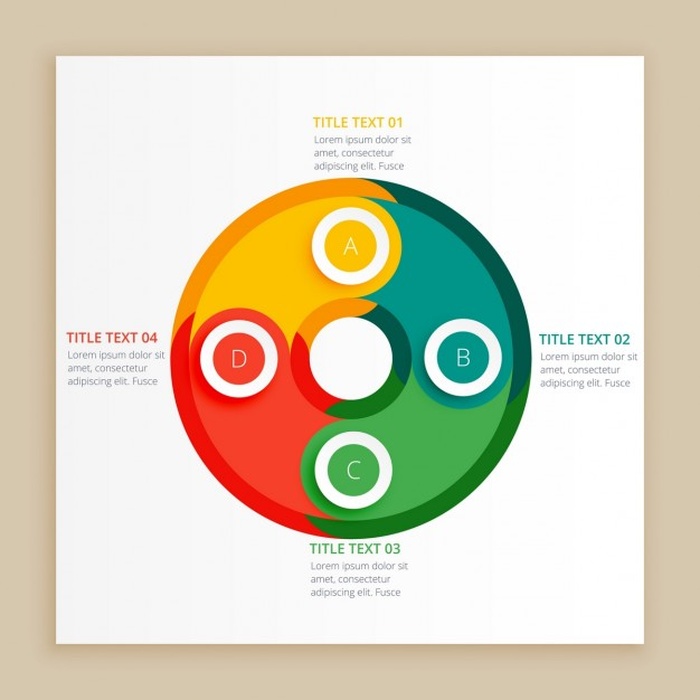 TITLE TEXT 01
Lorem ipsum dolor sit
amet, consectetur
adipiscing elit. Fusce
A
TITLE TEXT 04
Lorem ipsum dolor sit
amet, consectetur
adipiscing elit. Fusce
D
B
TITLE TEXT 02
Lorem ipsum dolor sit
amet, consectetur
adipiscing elit. Fusce
C
TITLE TEXT 03
Lorem ipsum dolor sit
amet, consectetur
adipiscing elit. Fusce